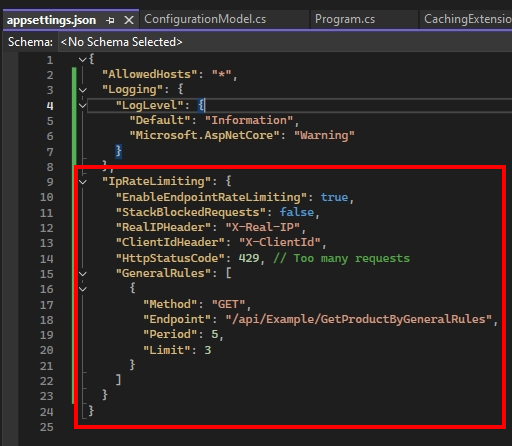 appsettings.json ConfigurationModel.cs Program.cs CachingExtension
Schema: <No Schema Selected>
1 {
2 "AllowedHosts": "*",
3 "Logging": {
4 "LogLevel": {
5 "Default": "Information",
6 "Microsoft.AspNetCore": "Warning"
7 }
8 },
9 "IpRateLimiting": {
10 "EnableEndpointRateLimiting": true,
11 "StackBlockedRequests": false,
12 "RealIPHeader": "X-Real-IP",
13 "ClientIdHeader": "X-ClientId",
14 "HttpStatusCode": 429, // Too many requests
15 "GeneralRules": [
16 {
17 "Method": "GET",
18 "Endpoint": "/api/Example/GetProductByGeneralRules",
19 "Period": 5,
20 "Limit": 3
21 }
22 ]
23 }
24 }
25